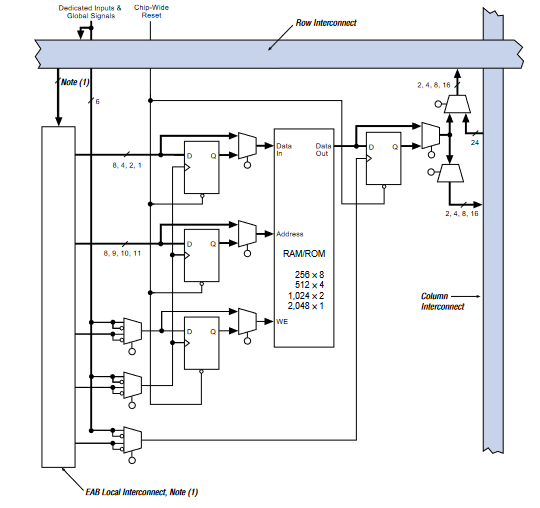 Dedicated Inputs &
Global Signals
Chip-Wide
Reset
Row Interconnect
Note (1)
6
2, 4, 8, 16
24
8, 4, 2, 1
D
Q
Data
In
Data
Out
D
Q
2, 4, 8, 16
8, 9, 10, 11
D
Q
Address
RAM/ROM
256 x 8
512 x 4
1,024 x 2
2,048 x 1
Column
Interconnect
D
Q
WE
EAB Local Interconnect, Note (1)